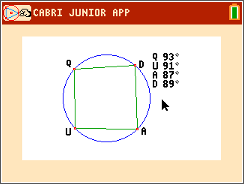 CABRI JUNIOR APP
Q D
Q 93°
U 91°
A 87°
D 89°
U A